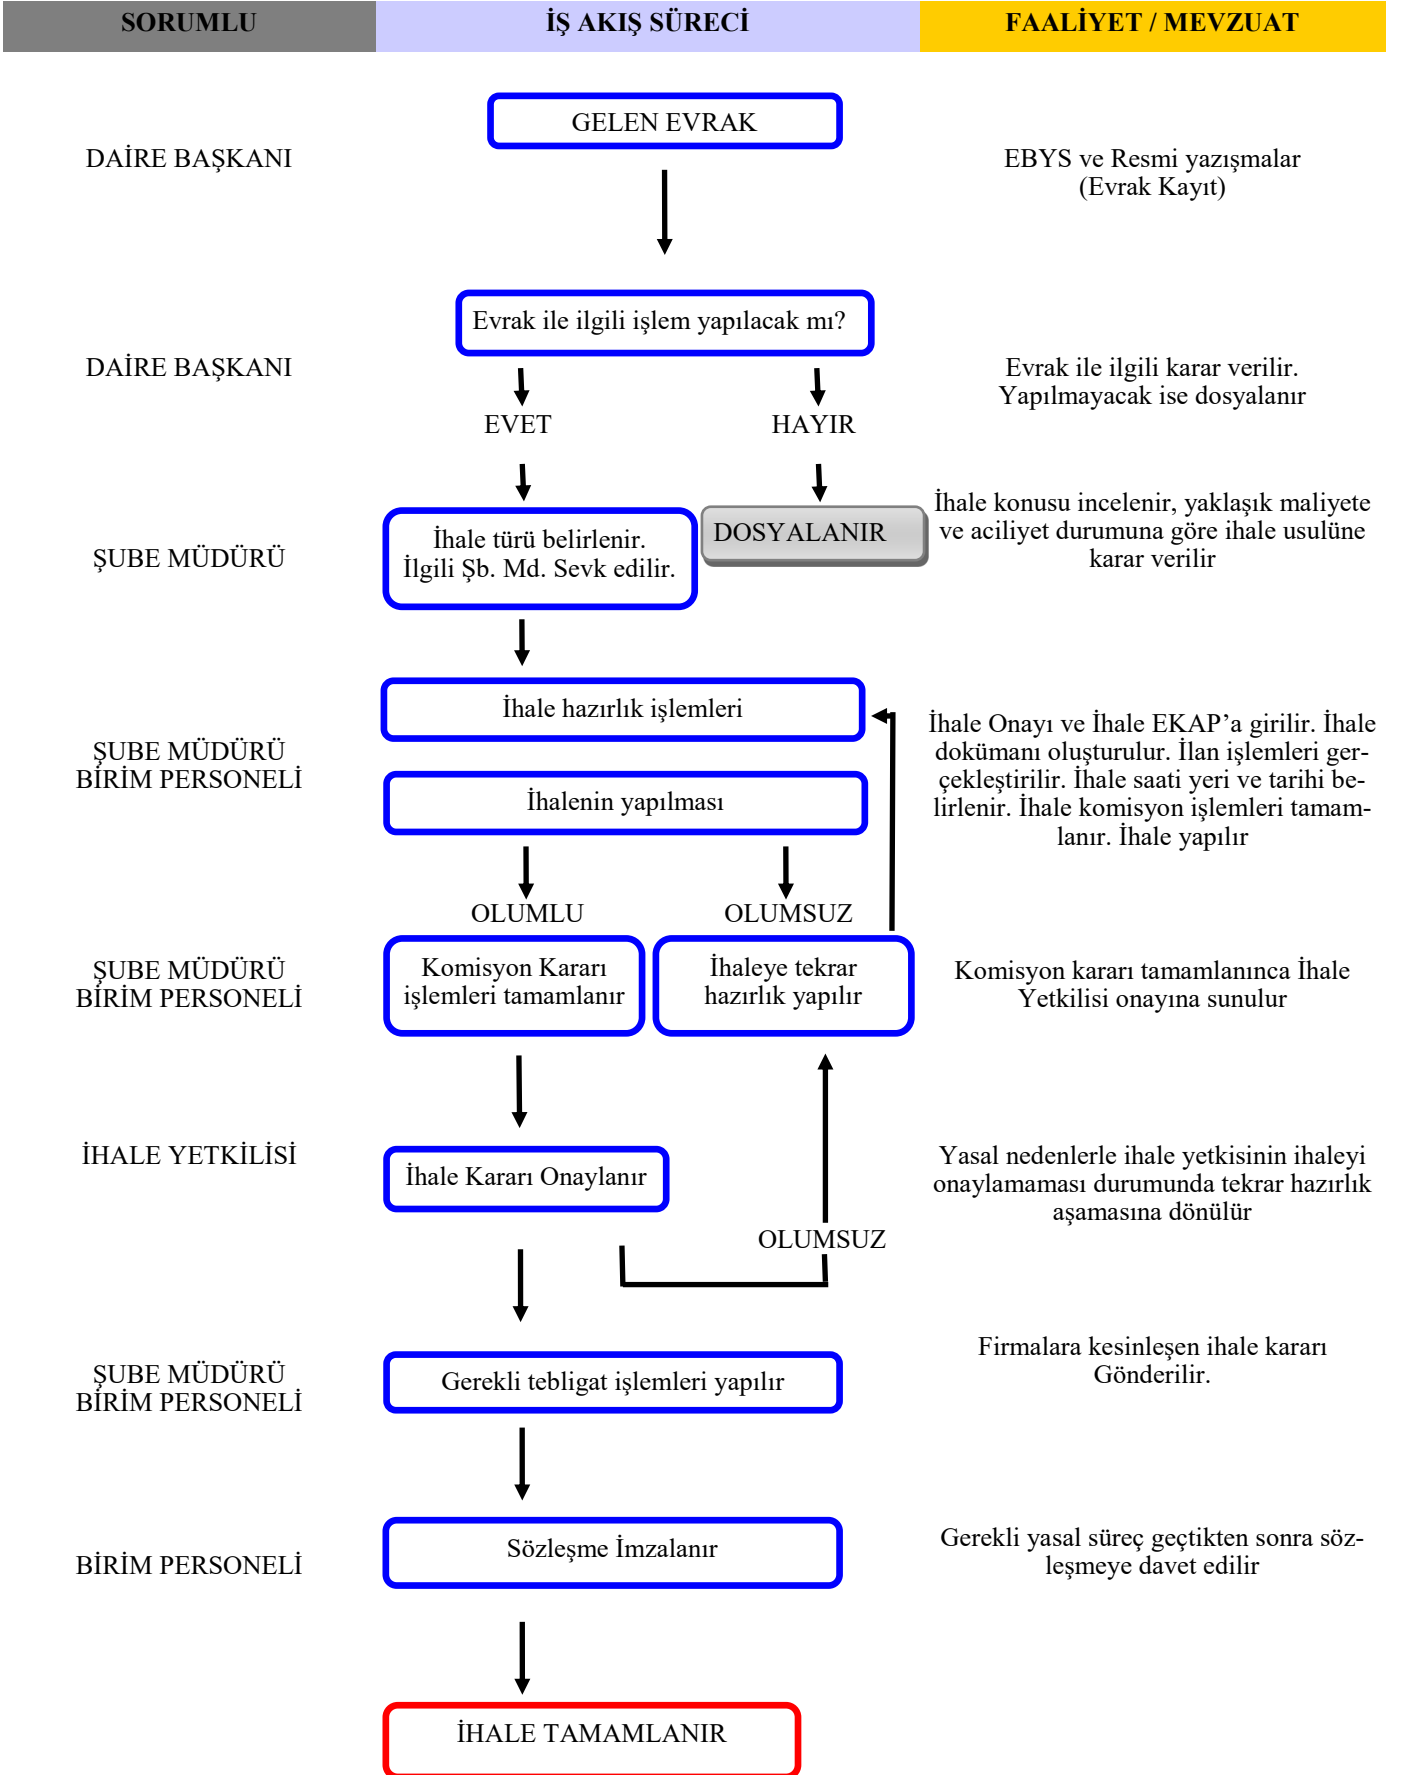 SORUMLU
İŞ AKIŞ SÜRECİ
FAALİYET / MEVZUAT
GELEN EVRAK
DAİRE BAŞKANI
EBYS ve Resmi yazışmalar
(Evrak Kayıt)
Evrak ile ilgili işlem yapılacak mı?
DAİRE BAŞKANI
Evrak ile ilgili karar verilir.
Yapılmayacak ise dosyalanır
EVET
HAYIR
ŞUBE MÜDÜRÜ
İhale türü belirlenir.
İlgili Şb. Md. Sevk edilir.
DOSYALANIR
İhale konusu incelenir, yaklaşık maliyete
ve aciliyet durumuna göre ihale usulüne
karar verilir
İhale hazırlık işlemleri
ŞUBE MÜDÜRÜ
BİRİM PERSONELİ
İhalenin yapılması
İhale Onayı ve İhale EKAP’a girilir. İhale
dokümanı oluşturulur. İlan işlemleri ger-
çekleştirilir. İhale saati yeri ve tarihi be-
lirlenir. İhale komisyon işlemleri tamam-
lanır. İhale yapılır
OLUMLU
OLUMSUZ
ŞUBE MÜDÜRÜ
BİRİM PERSONELİ
Komisyon Kararı
işlemleri tamamlanır
İhaleye tekrar
hazırlık yapılır
Komisyon kararı tamamlanınca İhale
Yetkilisi onayına sunulur
İHALE YETKİLİSİ
İhale Kararı Onaylanır
Yasal nedenlerle ihale yetkisinin ihaleyi
onaylamaması durumunda tekrar hazırlık
aşamasına dönülür
OLUMSUZ
ŞUBE MÜDÜRÜ
BİRİM PERSONELİ
Gerekli tebligat işlemleri yapılır
Firmalara kesinleşen ihale kararı
Gönderilir.
BİRİM PERSONELİ
Sözleşme İmzalanır
Gerekli yasal süreç geçtikten sonra söz-
leşmeye davet edilir
İHALE TAMAMLANIR